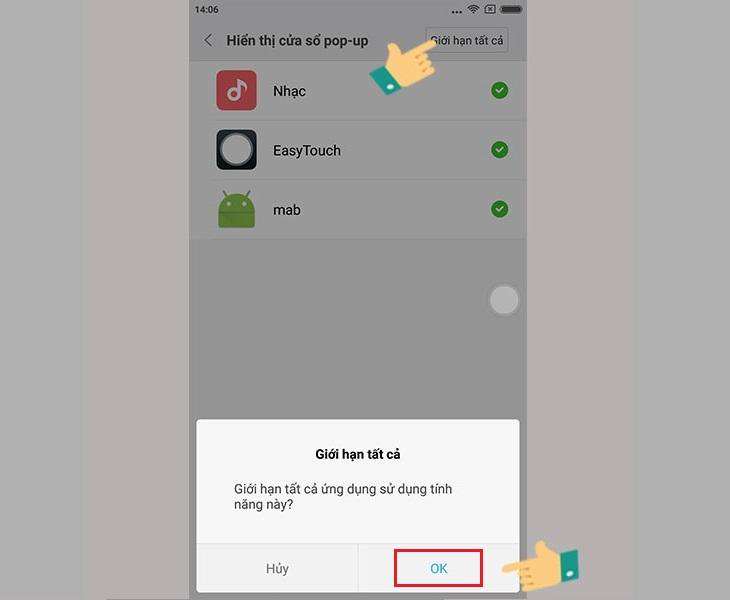 14:06
Hiển thị cửa sổ pop-up
Giới hạn tất cả
Nhạc
EasyTouch
mab
Giới hạn tất cả
Giới hạn tất cả ứng dụng sử dụng tính
năng này?
Hủy
OK